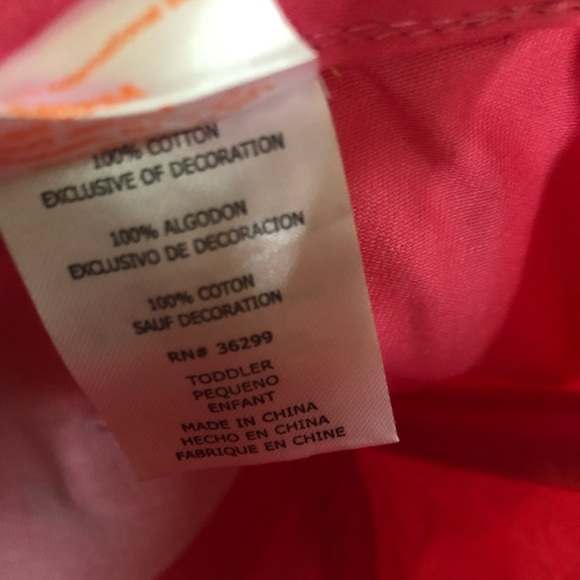 100% COTTON
EXCLUSIVE OF DECORATION
100% ALGODON
EXCLUSIVO DE DECORACION
100% COTON
SAUF DECORATION
RN# 36299
TODDLER
PEQUENO
ENFANT
MADE IN CHINA
HECHO EN CHINA
FABRIQUE EN CHINE